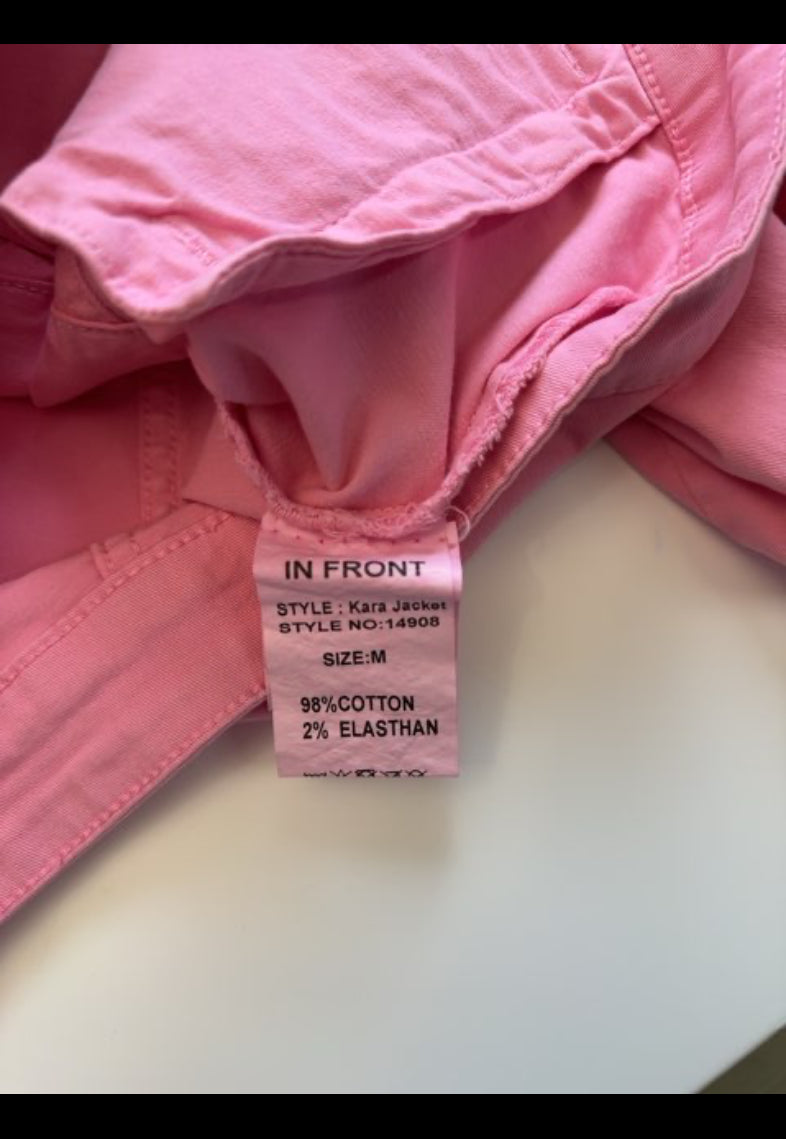 IN FRONT
STYLE : Kara Jacket
STYLE NO:14908
SIZE:M
98%COTTON
2% ELASTHAN